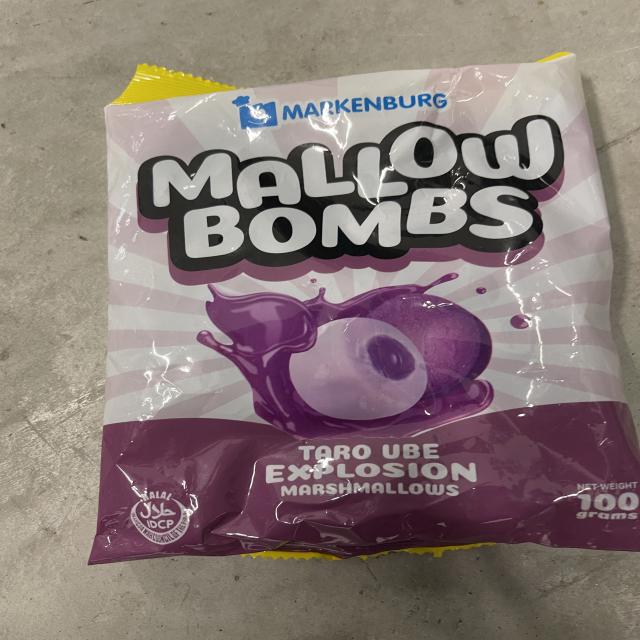 MARKENBURG
MALLOW
BOMBS
TARO UBE
EXPLOSION
MARSHMALLOWS
HALAL
حلال
IDCP
NET WEIGHT
100
grams